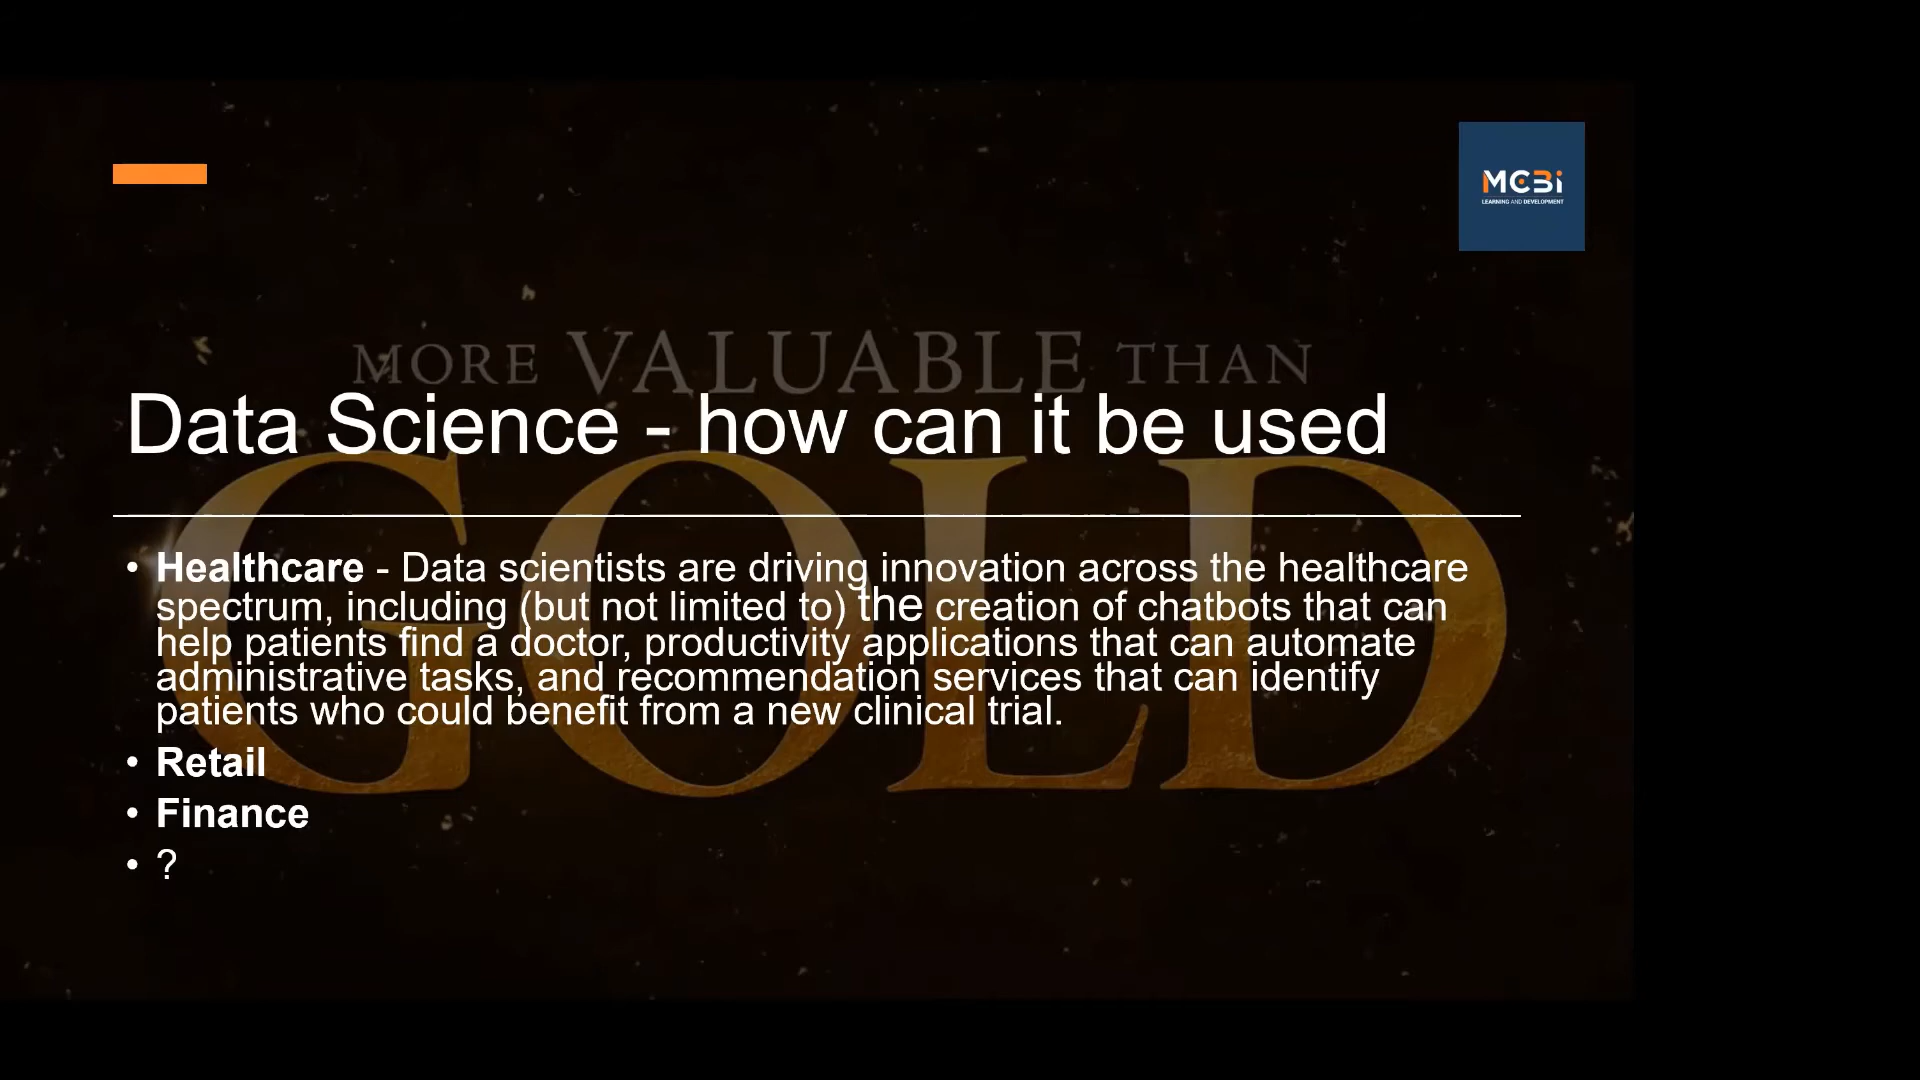 MCBi
LEARNING AND DEVELOPMENT
MORE VALUABLE THAN
GOLD
Data Science - how can it be used
• Healthcare - Data scientists are driving innovation across the healthcare
spectrum, including (but not limited to) the creation of chatbots that can
help patients find a doctor, productivity applications that can automate
administrative tasks, and recommendation services that can identify
patients who could benefit from a new clinical trial.
• Retail
• Finance
• ?